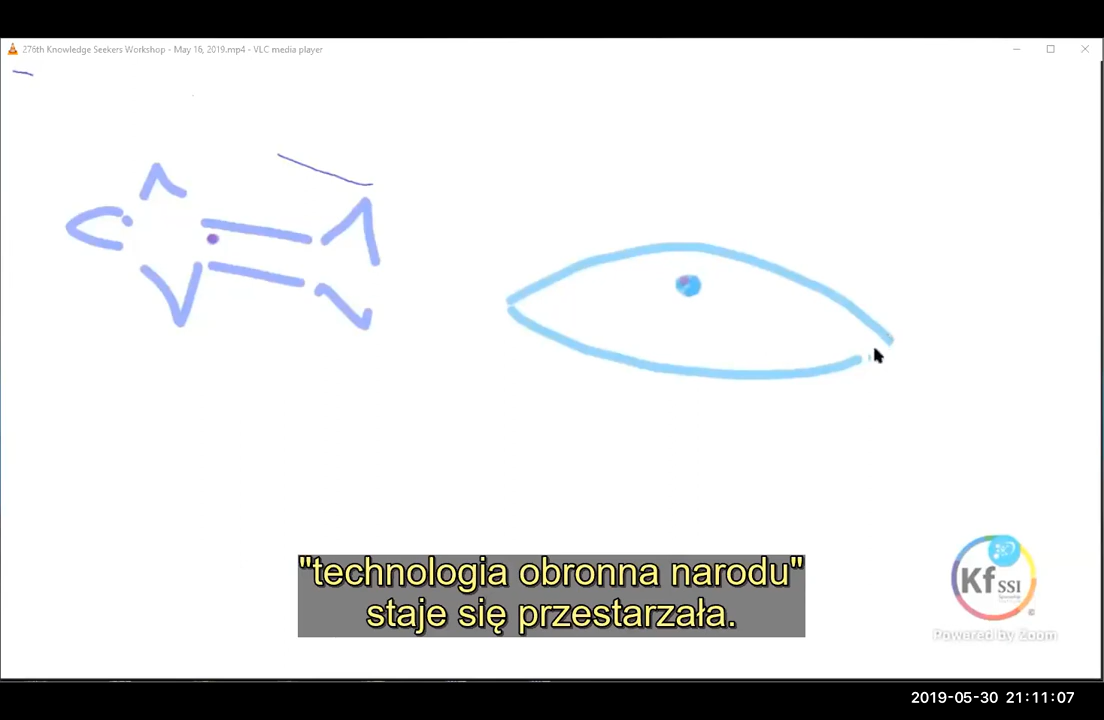 276th Knowledge Seekers Workshop - May 16, 2019.mp4 - VLC media player
"technologia obronna narodu"
staje się przestarzała.
Kf SSI
Powered by Zoom
2019-05-30 21:11:07